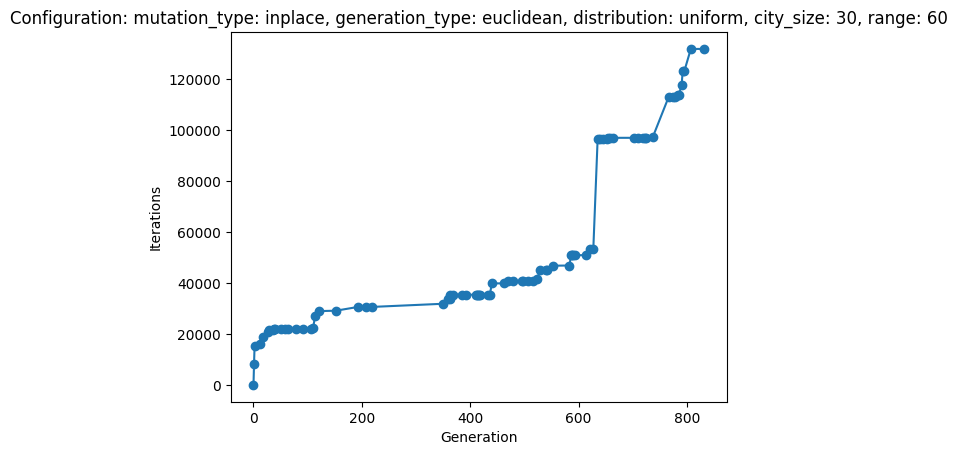 Configuration: mutation_type: inplace, generation_type: euclidean, distribution: uniform, city_size: 30, range: 60
120000
100000
80000
60000
40000
20000
0
Iterations
0 200 400 600 800
Generation